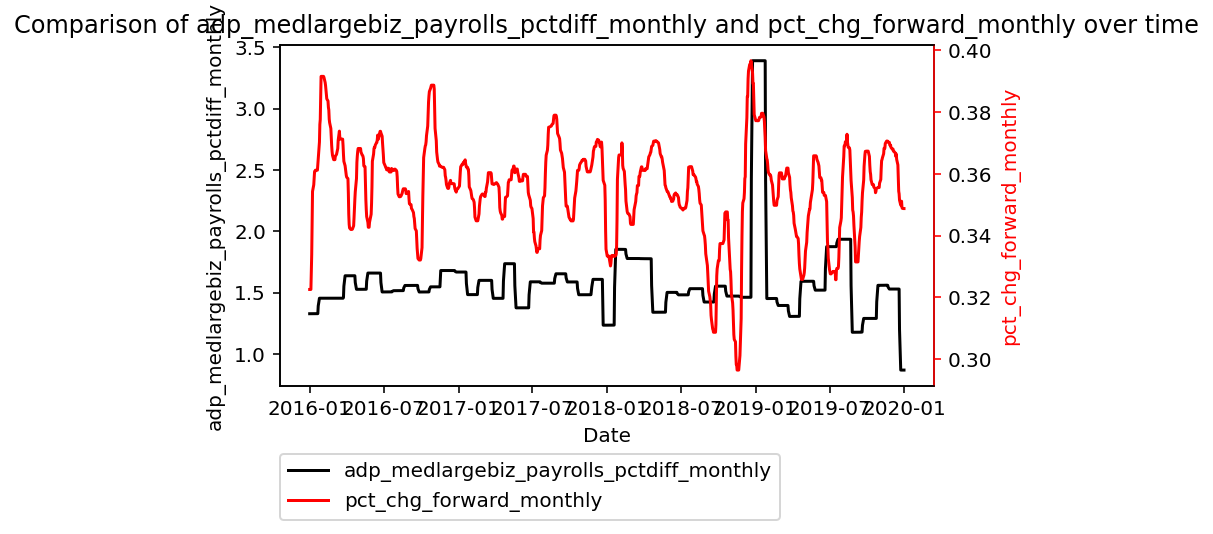 Comparison of adp_medlargebiz_payrolls_pctdiff_monthly and pct_chg_forward_monthly over time
adp_medlargebiz_payrolls_pctdiff_monthly
3.5
3.0
2.5
2.0
1.5
1.0
0.40
0.38
0.36
0.34
0.32
0.30
pct_chg_forward_monthly
2016-01 2016-07 2017-01 2017-07 2018-01 2018-07 2019-01 2019-07 2020-01
Date
adp_medlargebiz_payrolls_pctdiff_monthly
pct_chg_forward_monthly